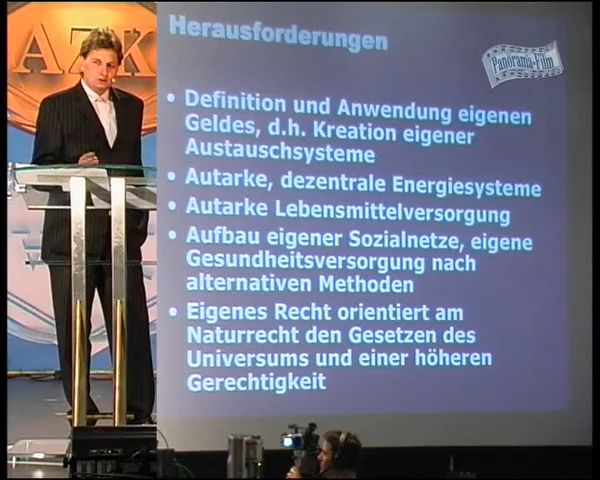 AZK
Herausforderungen:
Panorama-Film
• Definition und Anwendung eigenen
Geldes, d.h. Kreation eigener
Austauschsysteme
• Autarke, dezentrale Energiesysteme
• Autarke Lebensmittelversorgung
• Aufbau eigener Sozialnetze, eigene
Gesundheitsversorgung nach
alternativen Methoden
• Eigenes Recht orientiert am
Naturrecht den Gesetzen des
Universums und einer höheren
Gerechtigkeit